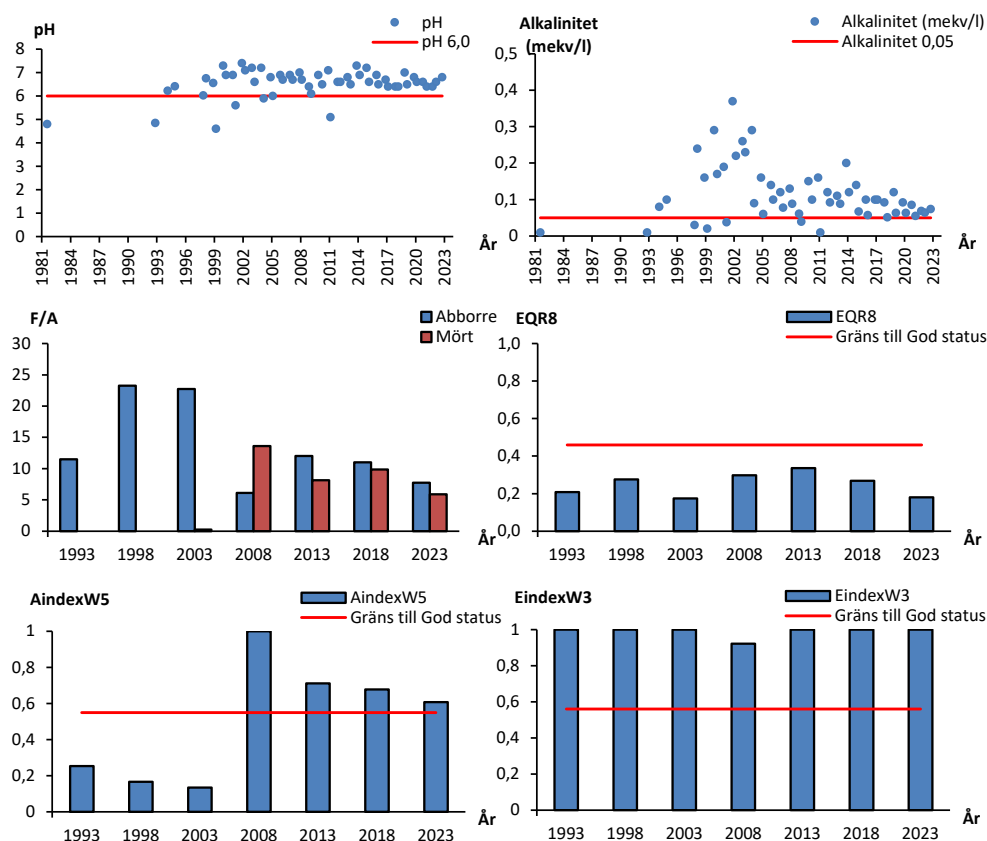 pH
pH
pH 6,0
8
7
6
5
4
3
2
1
0
År
1981
1984
1987
1990
1993
1996
1999
2002
2005
2008
2011
2014
2017
2020
2023
Alkalinitet
(mekv/l)
Alkalinitet (mekv/l)
Alkalinitet 0,05
0,5
0,4
0,3
0,2
0,1
0
År
1981
1984
1987
1990
1993
1996
1999
2002
2005
2008
2011
2014
2017
2020
2023
F/A
Abborre
Mört
30
25
20
15
10
5
0
År
1993 1998 2003 2008 2013 2018 2023
EQR8
EQR8
Gräns till God status
1,0
0,8
0,6
0,4
0,2
0,0
År
1993 1998 2003 2008 2013 2018 2023
AindexW5
AindexW5
Gräns till God status
1
0,8
0,6
0,4
0,2
0
År
1993 1998 2003 2008 2013 2018 2023
EindexW3
EindexW3
Gräns till God status
1
0,8
0,6
0,4
0,2
0
År
1993 1998 2003 2008 2013 2018 2023